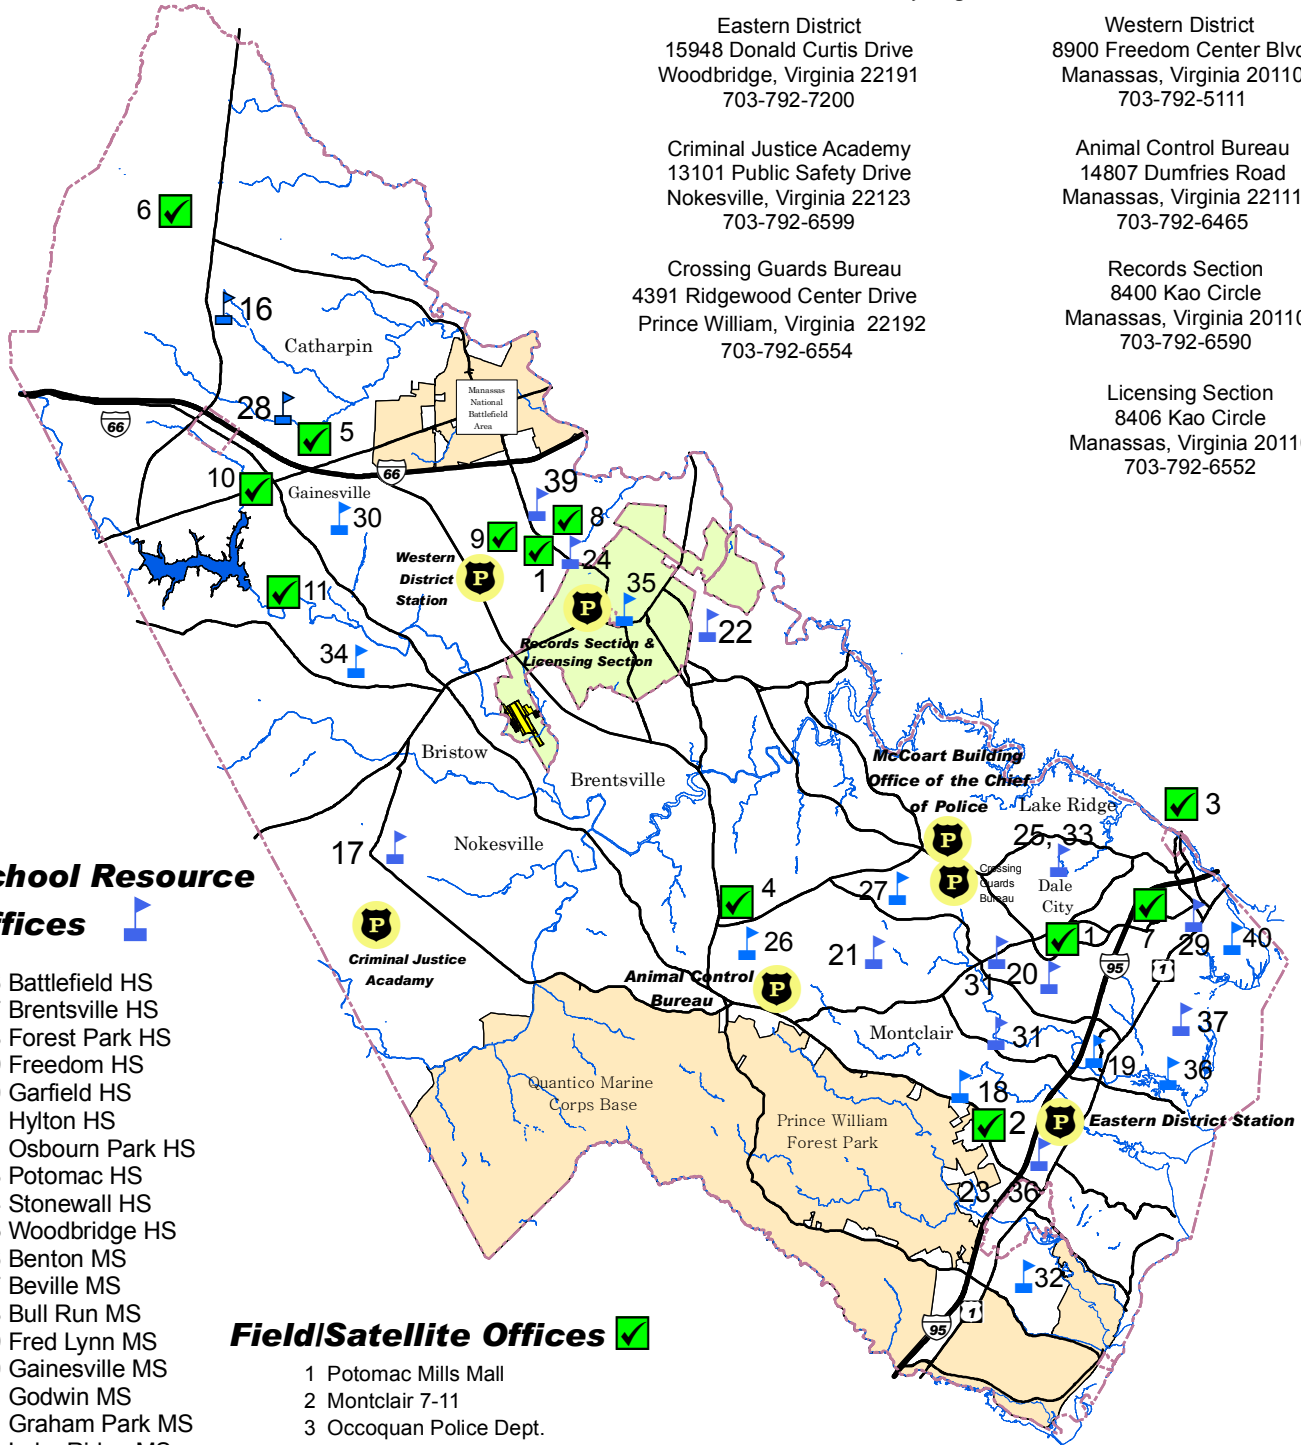 Eastern District
15948 Donald Curtis Drive
Woodbridge, Virginia 22191
703-792-7200
Western District
8900 Freedom Center Blvd
Manassas, Virginia 20110
703-792-5111
Criminal Justice Academy
13101 Public Safety Drive
Nokesville, Virginia 22123
703-792-6599
Animal Control Bureau
14807 Dumfries Road
Manassas, Virginia 22111
703-792-6465
Crossing Guards Bureau
4391 Ridgewood Center Drive
Prince William, Virginia 22192
703-792-6554
Records Section
8400 Kao Circle
Manassas, Virginia 20110
703-792-6590
Licensing Section
8406 Kao Circle
Manassas, Virginia 2011
703-792-6552
6
16
Catharpin
Manassas
National
Battlefield
Area
28
5
66
66
10
Gainesville
30
39
8
9
1
24
Western
District
Station
P
11
35
P
22
Records Section &
Licensing Section
34
Bristow
Brentsville
McCoart Building
Office of the Chief
of Police
Lake Ridge
3
P
25, 33
17
Nokesville
Crossing
Guards
Bureau
P
Dale
City
27
4
1
7
29
40
26
21
31
20
95
1
P
Criminal Justice
Acadamy
Animal Control
Bureau
P
Montclair
31
37
19
36
18
Quantico Marine
Corps Base
Prince William
Forest Park
2
P
Eastern District Station
23, 36
32
95
1
chool Resource
ffices
Battlefield HS
Brentsville HS
Forest Park HS
Freedom HS
Garfield HS
Hylton HS
Osbourn Park HS
Potomac HS
Stonewall HS
Woodbridge HS
Benton MS
Beville MS
Bull Run MS
Fred Lynn MS
Gainesville MS
Godwin MS
Graham Park MS
Field/Satellite Offices
1 Potomac Mills Mall
2 Montclair 7-11
3 Occoquan Police Dept.